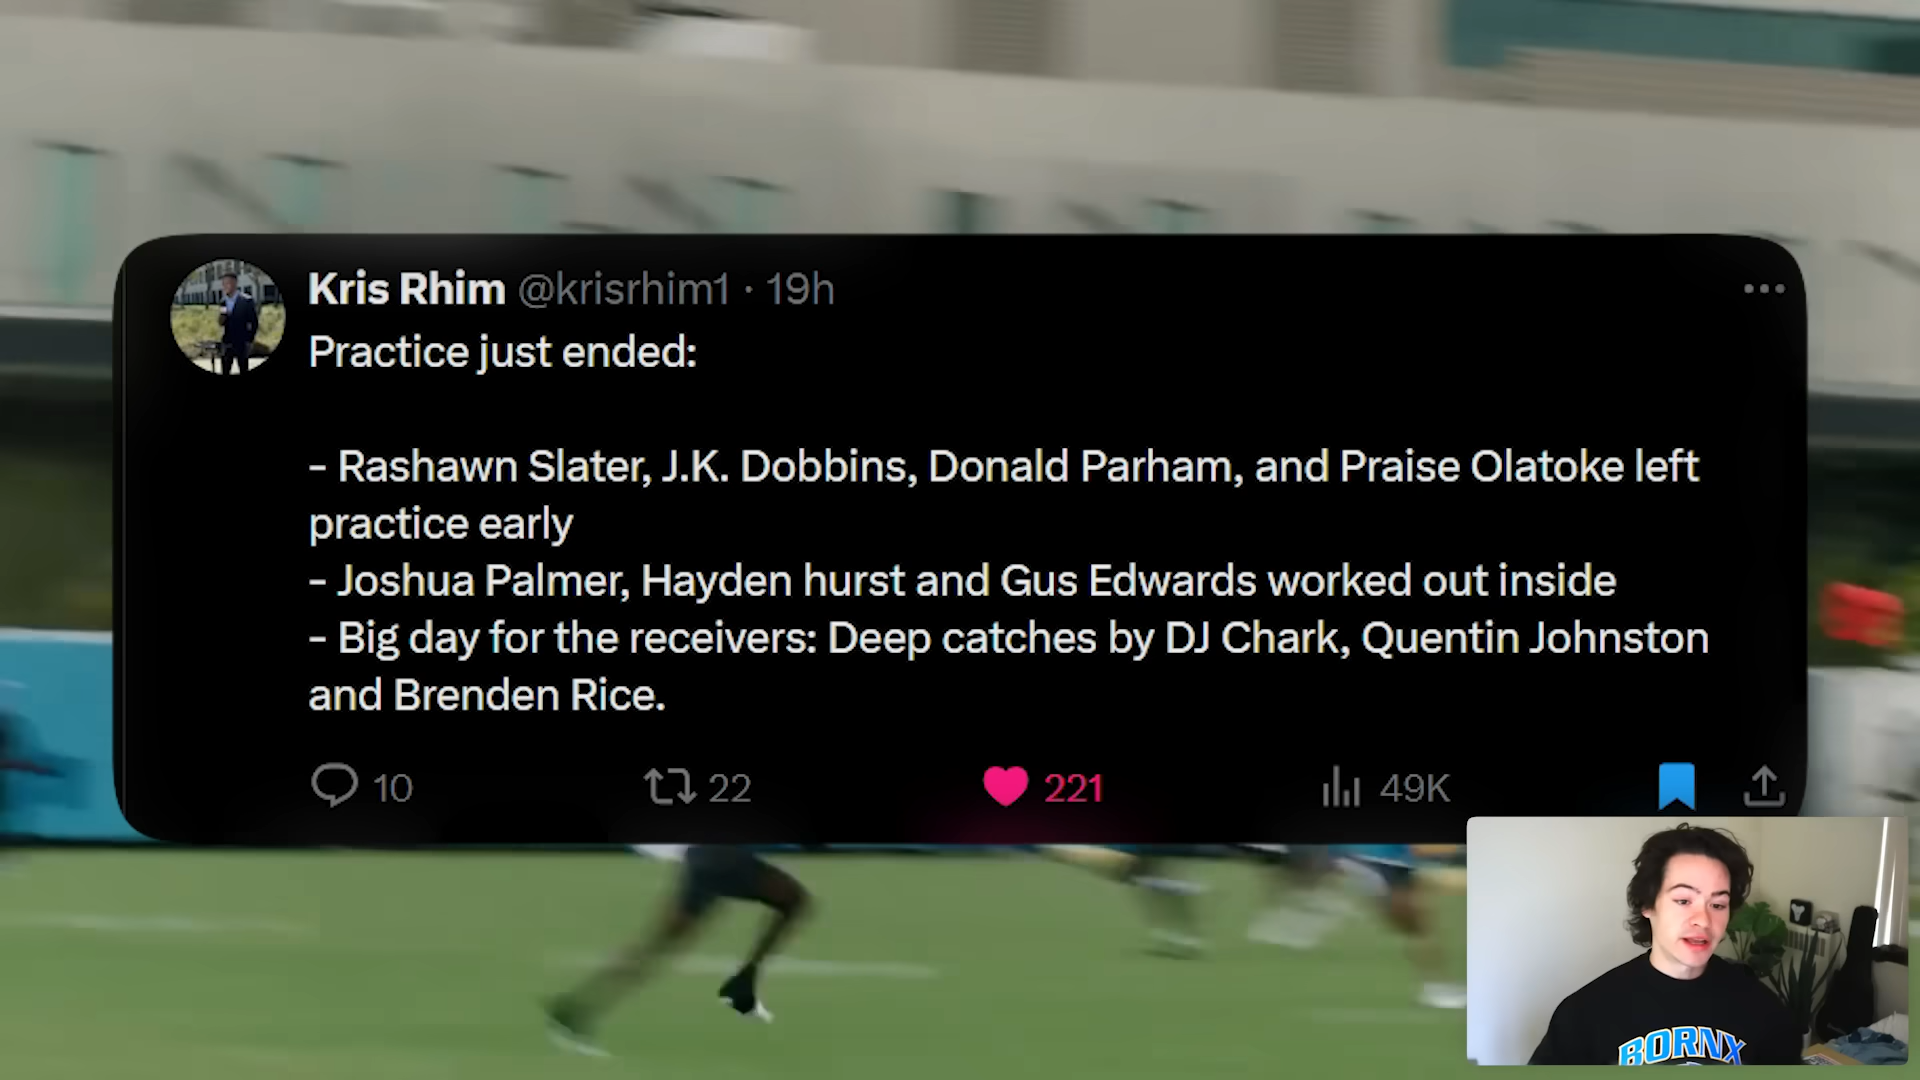 Kris Rhim @krisrhim1 · 19h
Practice just ended:
- Rashawn Slater, J.K. Dobbins, Donald Parham, and Praise Olatoke left
practice early
- Joshua Palmer, Hayden hurst and Gus Edwards worked out inside
- Big day for the receivers: Deep catches by DJ Chark, Quentin Johnston
and Brenden Rice.
10 22 221 49K
BORNX